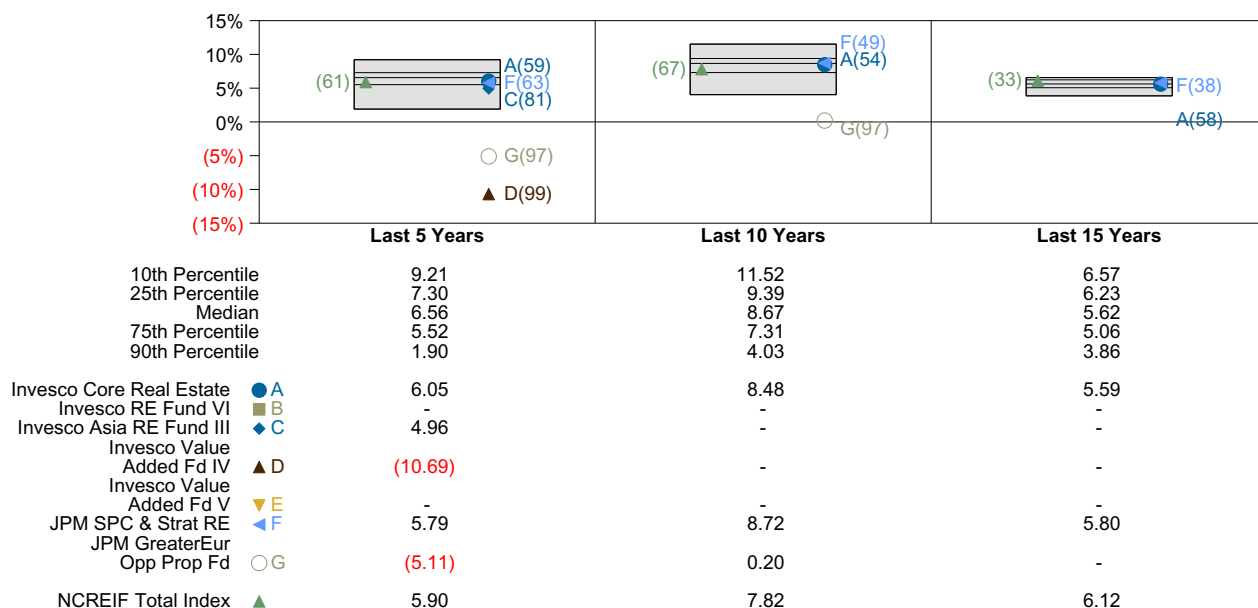 15%
10%
5%
0%
(5%)
(10%)
(15%)
(61)
A(59)
F(63)
C(81)
G(97)
D(99)
(67)
F(49)
A(54)
G(97)
(33)
F(38)
A(58)
Last 5 Years Last 10 Years Last 15 Years
10th Percentile 9.21 11.52 6.57
25th Percentile 7.30 9.39 6.23
Median 6.56 8.67 5.62
75th Percentile 5.52 7.31 5.06
90th Percentile 1.90 4.03 3.86
Invesco Core Real Estate A 6.05 8.48 5.59
Invesco RE Fund VI B - - -
Invesco Asia RE Fund III C 4.96 - -
Invesco Value
Added Fd IV D (10.69) - -
Invesco Value
Added Fd V E - - -
JPM SPC & Strat RE F 5.79 8.72 5.80
JPM GreaterEur
Opp Prop Fd G (5.11) 0.20 -
NCREIF Total Index 5.90 7.82 6.12